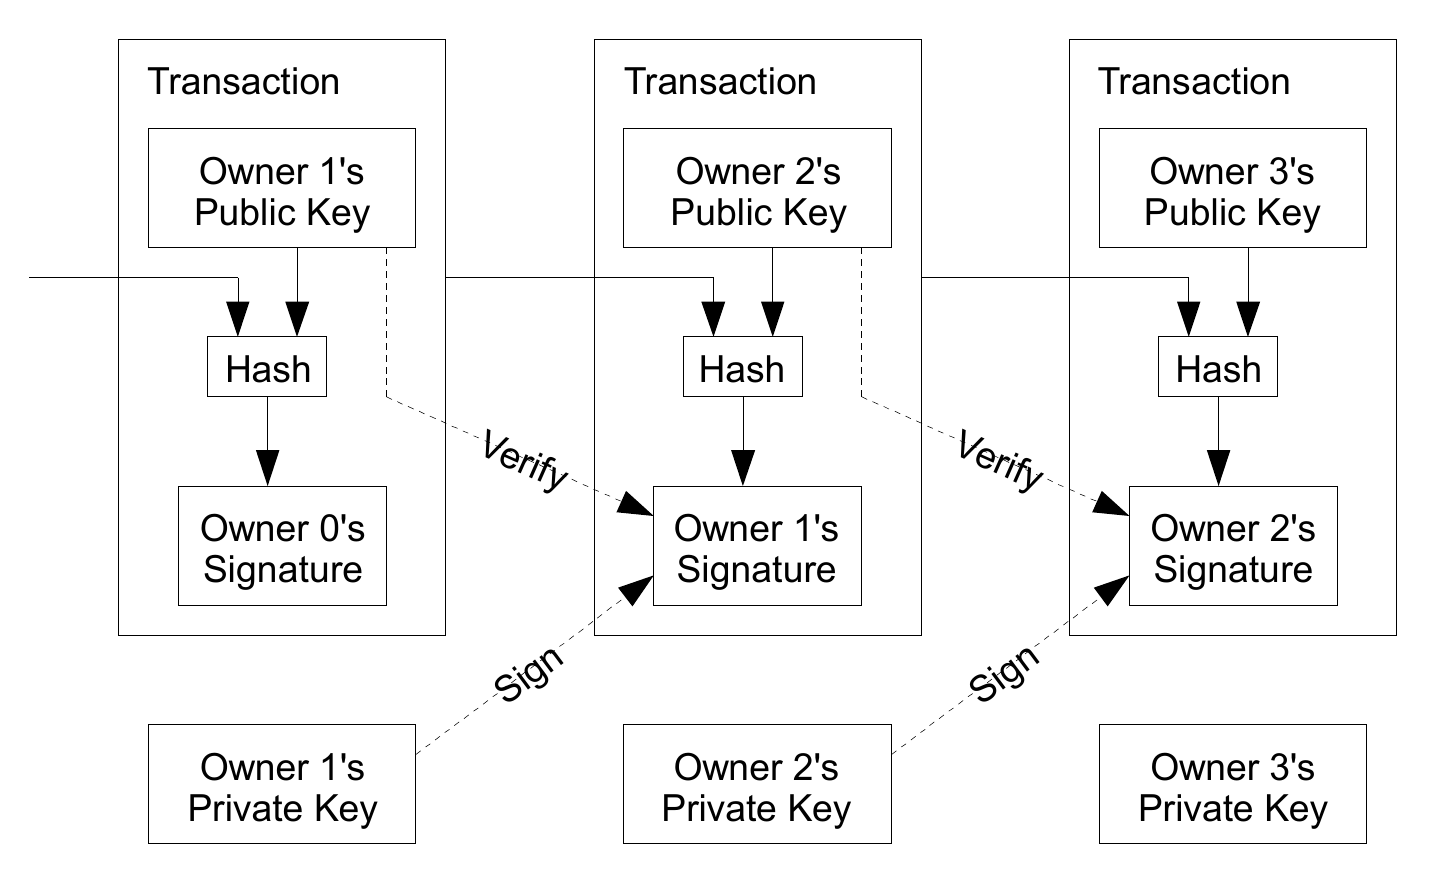 Transaction
Owner 1's
Public Key
Hash
Owner 0's
Signature
Transaction
Owner 2's
Public Key
Hash
Verify
Owner 1's
Signature
Transaction
Owner 3's
Public Key
Hash
Verify
Owner 2's
Signature
Sign
Sign
Owner 1's
Private Key
Owner 2's
Private Key
Owner 3's
Private Key